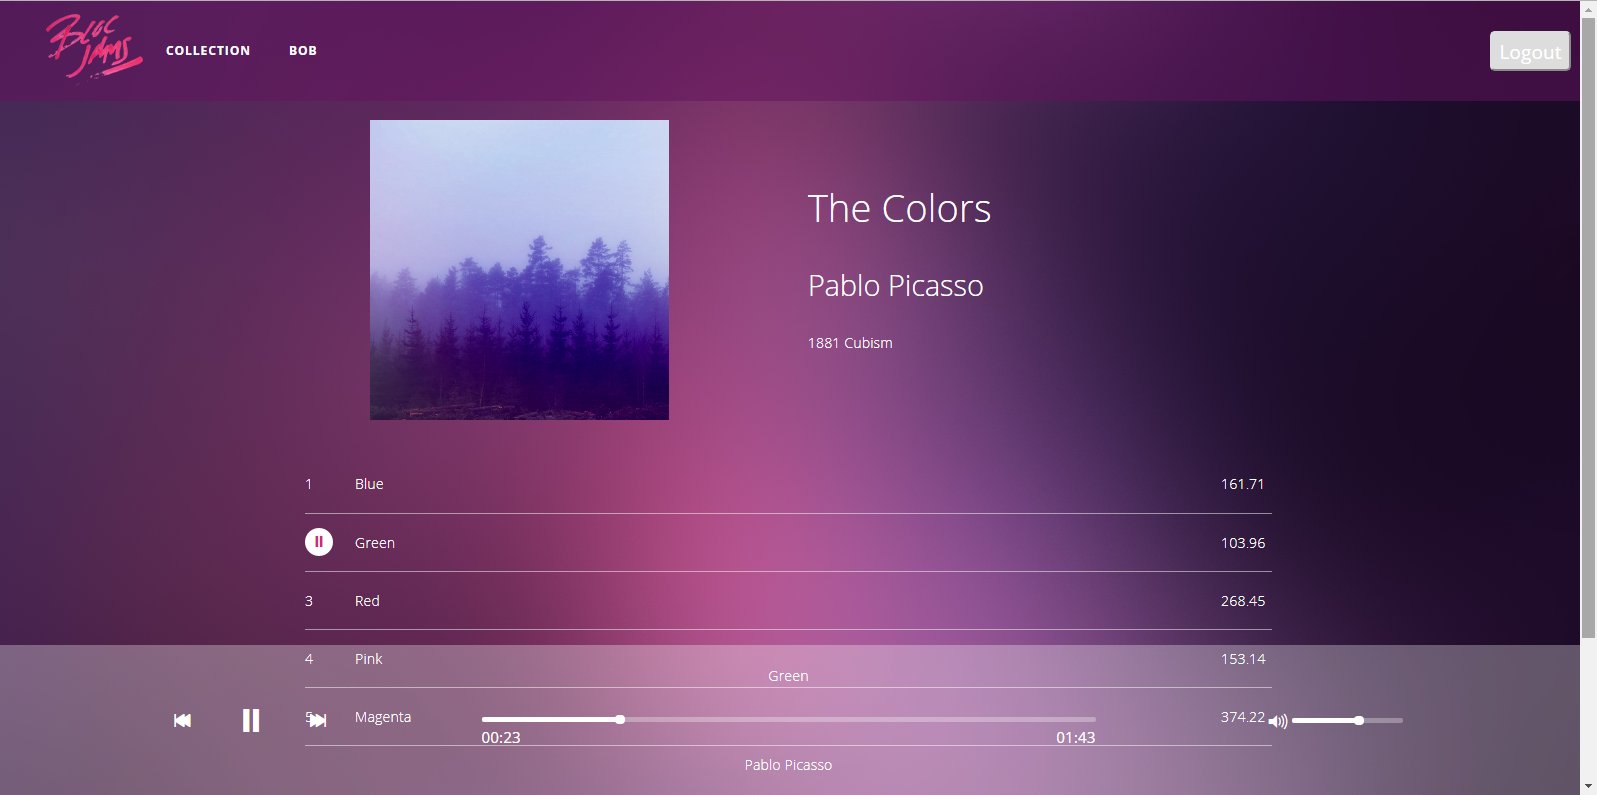 Bloc
Jams
COLLECTION BOB
Logout
The Colors
Pablo Picasso
1881 Cubism
1 Blue 161.71
Green 103.96
3 Red 268.45
4 Pink 153.14
Green
5 Magenta 374.22
00:23 01:43
Pablo Picasso